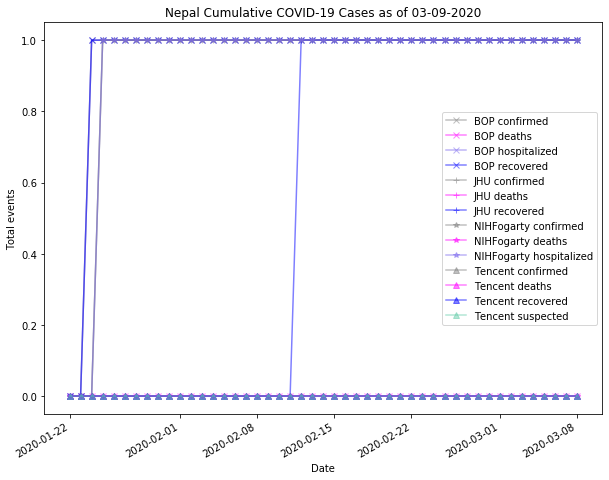 Nepal Cumulative COVID-19 Cases as of 03-09-2020
Total events
1.0
0.8
0.6
0.4
0.2
0.0
BOP confirmed
BOP deaths
BOP hospitalized
BOP recovered
JHU confirmed
JHU deaths
JHU recovered
NIHFogarty confirmed
NIHFogarty deaths
NIHFogarty hospitalized
Tencent confirmed
Tencent deaths
Tencent recovered
Tencent suspected
2020-01-22
2020-02-01
2020-02-08
2020-02-15
2020-02-22
2020-03-01
2020-03-08
Date